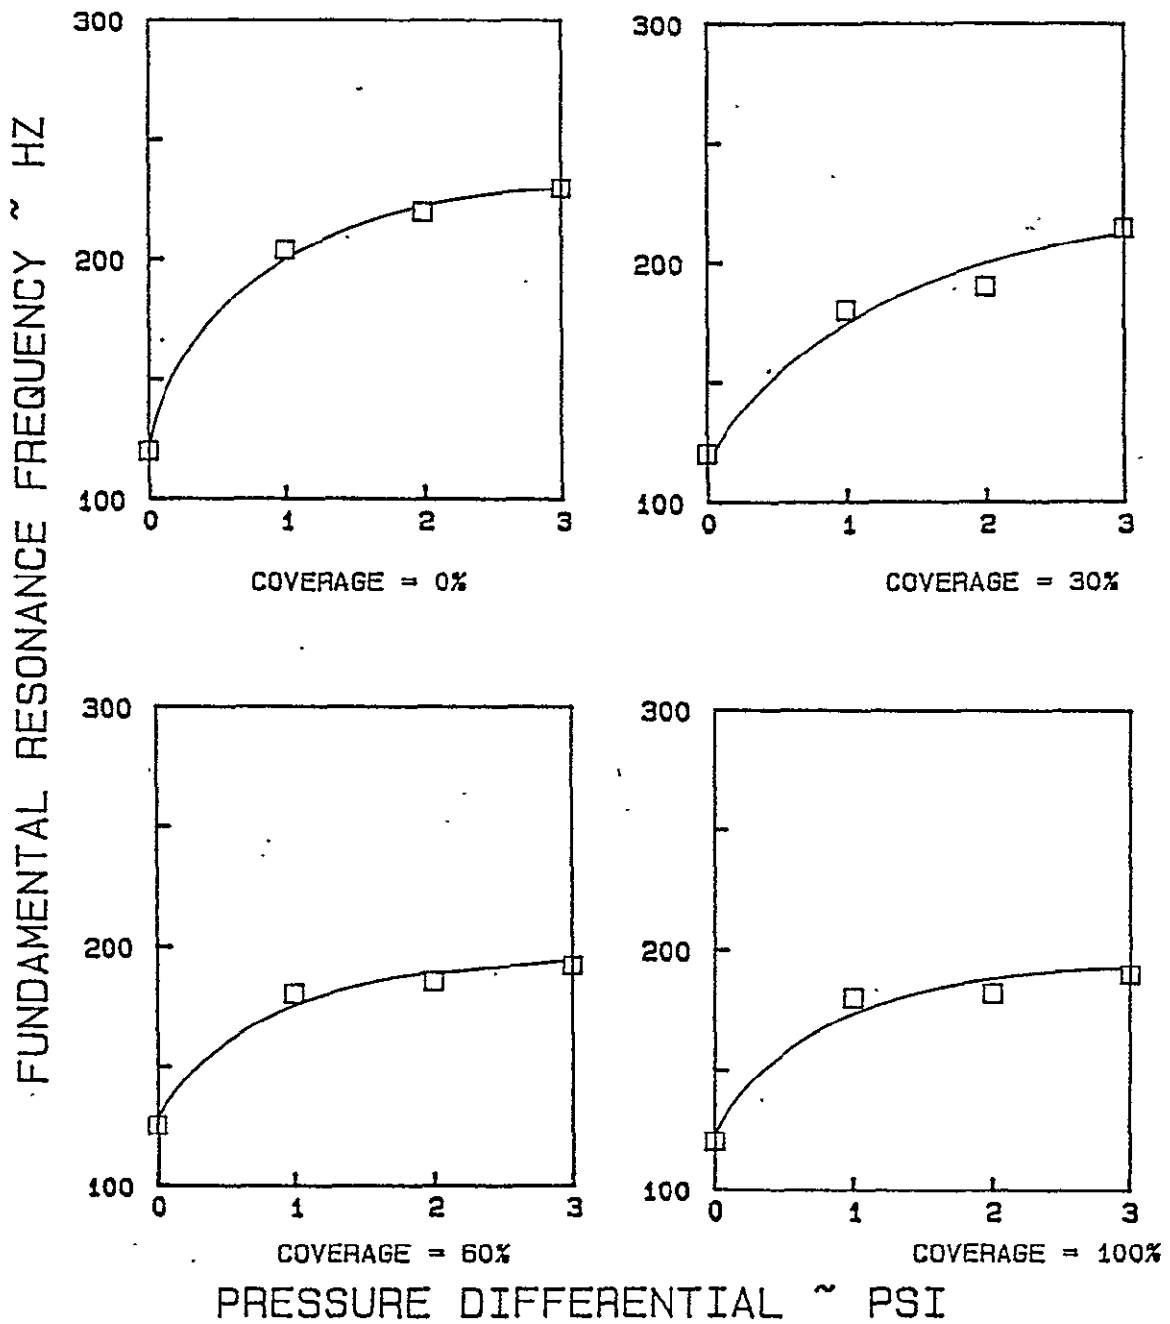 FUNDAMENTAL RESONANCE FREQUENCY ~ HZ
300
200
100
0 1 2 3
COVERAGE = 0%
300
200
100
0 1 2 3
COVERAGE = 30%
300
200
100
0 1 2 3
COVERAGE = 60%
300
200
100
0 1 2 3
COVERAGE = 100%
PRESSURE DIFFERENTIAL ~ PSI